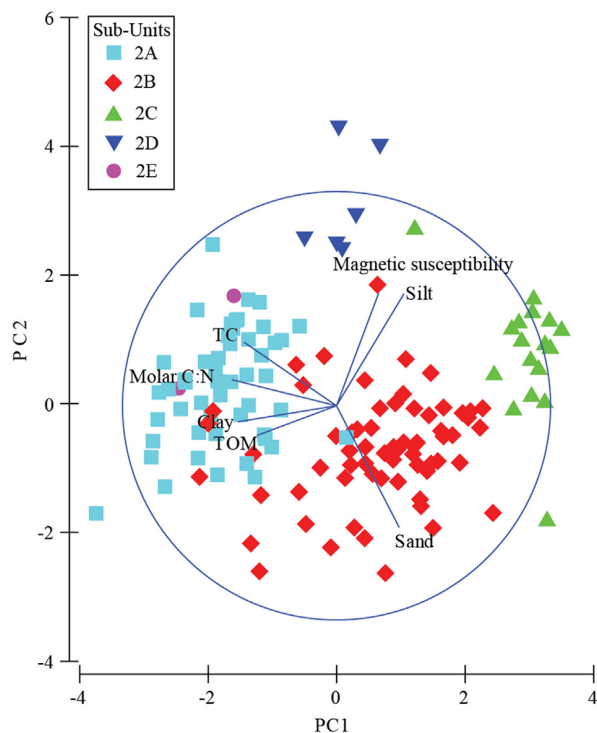 6
Sub-Units
2A
2B
2C
2D
2E
4
2
Magnetic susceptibility
Silt
TC
Molar C:N
0
Clay
TOM
-2
Sand
-4
-4 -2 0 2 4
PC1
PC2